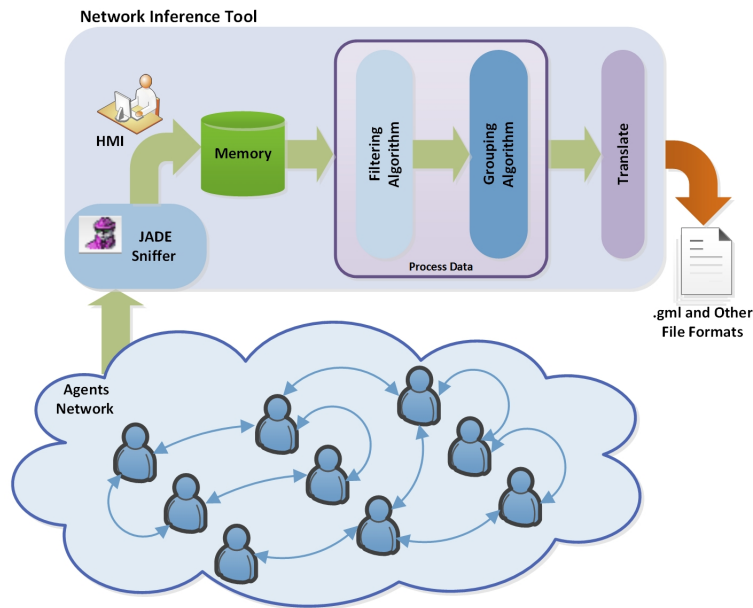 Network Inference Tool
HMI
Memory
Filtering
Algorithm
Grouping
Algorithm
Translate
JADE
Sniffer
Process Data
.gml and Other
File Formats
Agents
Network